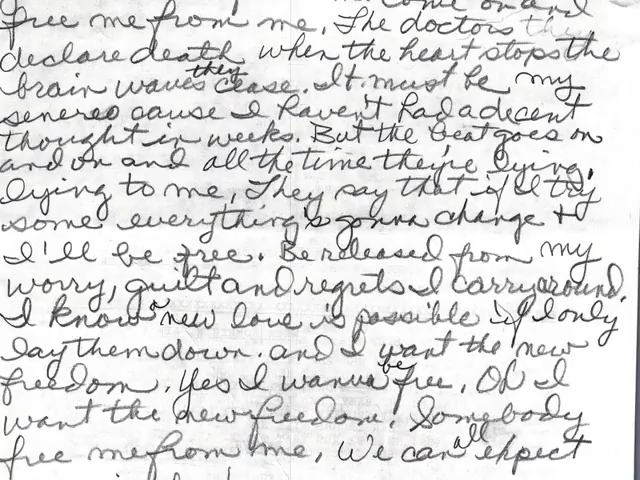 come on and
free me from me. The doctors the
declare death when the heart stops the
brain waves they cease. It must be my
senereo cause I haven't had a decent
thought in weeks. But the beat goes on
and on and all the time they're lying,
lying to me, They say that if I try
some everything's gonna change +
I'll be free. Be released from my
worry, guilt and regrets I carry around.
I know new love is possible if I only
lay them down. and I want the new
freedom. Yes I wanna be free. Oh I
want the new freedom. Somebody
free me from me, We can all expect